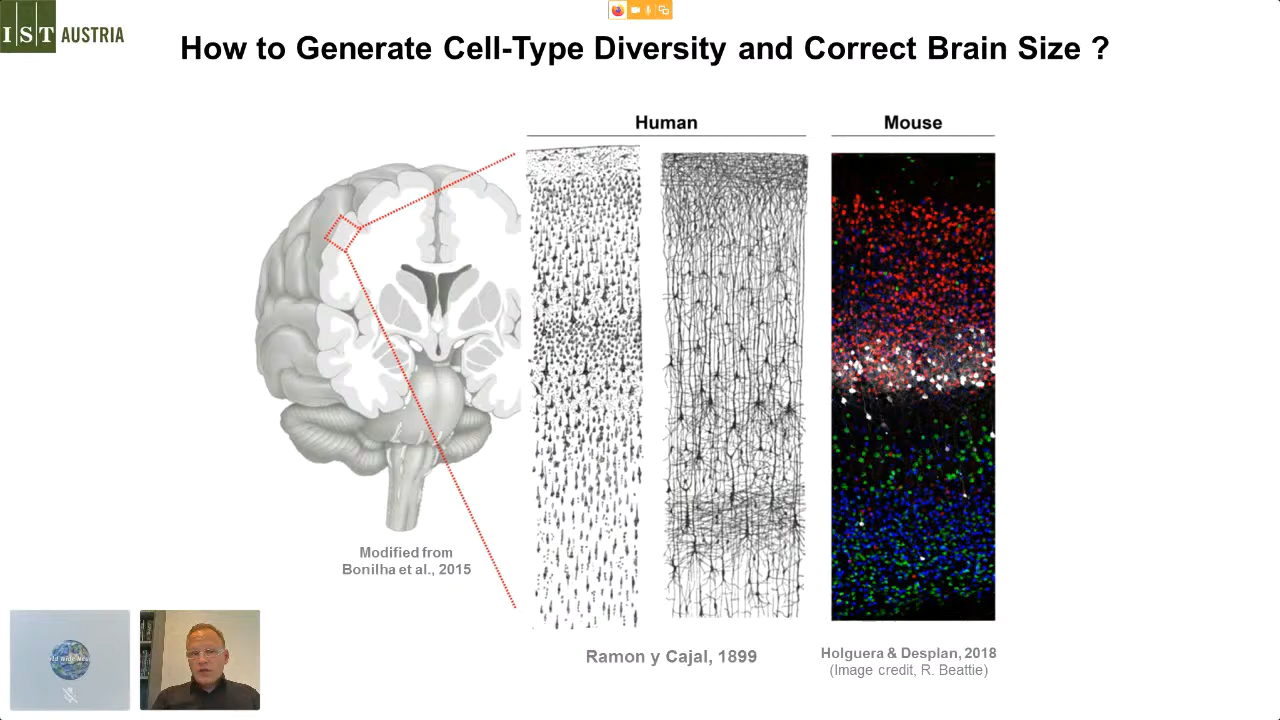 IST AUSTRIA
How to Generate Cell-Type Diversity and Correct Brain Size ?
Human
Mouse
Modified from
Bonilha et al., 2015
Ramon y Cajal, 1899
Holguera & Desplan, 2018
(Image credit, R. Beattie)